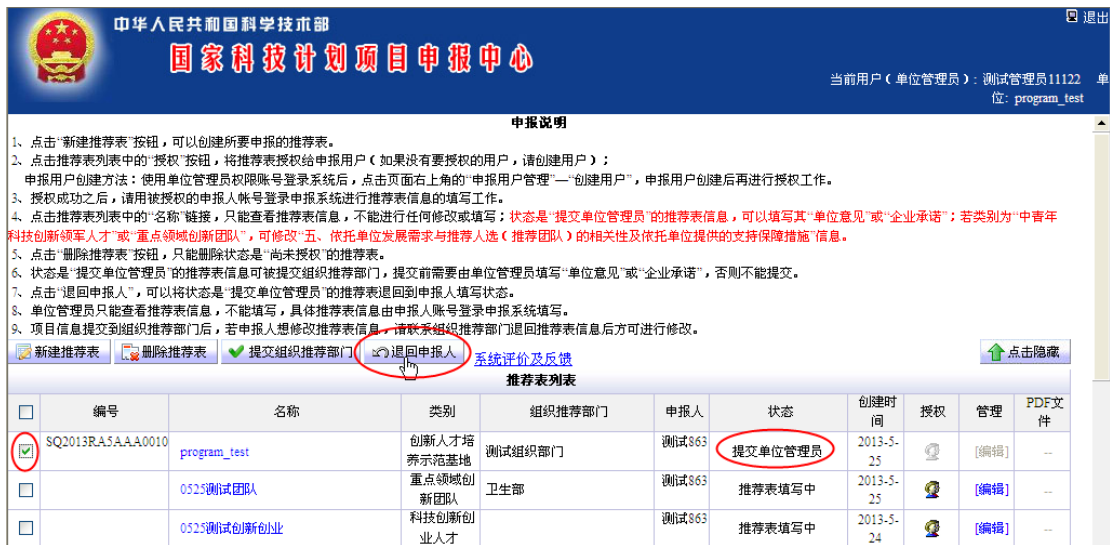 中华人民共和国科学技术部
国家科技计划项目申报中心
退出
当前用户（单位管理员）: 测试管理员11122 单
位: program_test
申报说明
1、点击“新建推荐表”按钮，可以创建所要申报的推荐表。
2、点击推荐表列表中的“授权”按钮，将推荐表授权给申报用户（如果没有要授权的用户，请创建用户）；
申报用户创建方法：使用单位管理员权限账号登录系统后，点击页面右上角的“申报用户管理”—“创建用户”，申报用户创建后再进行授权工作。
3、授权成功之后，请用被授权的申报人帐号登录申报系统进行推荐表信息的填写工作。
4、点击推荐表列表中的“名称”链接，只能查看推荐表信息，不能进行任何修改或填写；状态是“提交单位管理员”的推荐表信息，可以填写其“单位意见”或“企业承诺”；若类别为“中青年
科技创新领军人才”或“重点领域创新团队”，可修改“五、依托单位发展需求与推荐人选（推荐团队）的相关性及依托单位提供的支持保障措施”信息。
5、点击“删除推荐表”按钮，只能删除状态是“尚未授权”的推荐表。
6、状态是“提交单位管理员”的推荐表信息可被提交组织推荐部门，提交前需要由单位管理员填写“单位意见”或“企业承诺”，否则不能提交。
7、点击“退回申报人”，可以将状态是“提交单位管理员”的推荐表退回到申报人填写状态。
8、单位管理员只能查看推荐表信息，不能填写，具体推荐表信息由申报人账号登录申报系统填写。
9、项目信息提交到组织推荐部门后，若申报人想修改推荐表信息，请联系组织推荐部门退回推荐表信息后方可进行修改。
新建推荐表 删除推荐表 提交组织推荐部门 退回申报人 系统评价及反馈 点击隐藏
推荐表列表
编号 名称 类别 组织推荐部门 申报人 状态 创建时间 授权 管理 PDF文件
SQ2013RA5AAA0010 program_test 创新人才培养示范基地 测试组织部门 测试863 提交单位管理员 2013-5-25 [编辑] --
0525测试团队 重点领域创新团队 卫生部 测试863 推荐表填写中 2013-5-25 [编辑] --
0525测试创新创业 科技创新创业人才 测试863 推荐表填写中 2013-5-24 [编辑] --